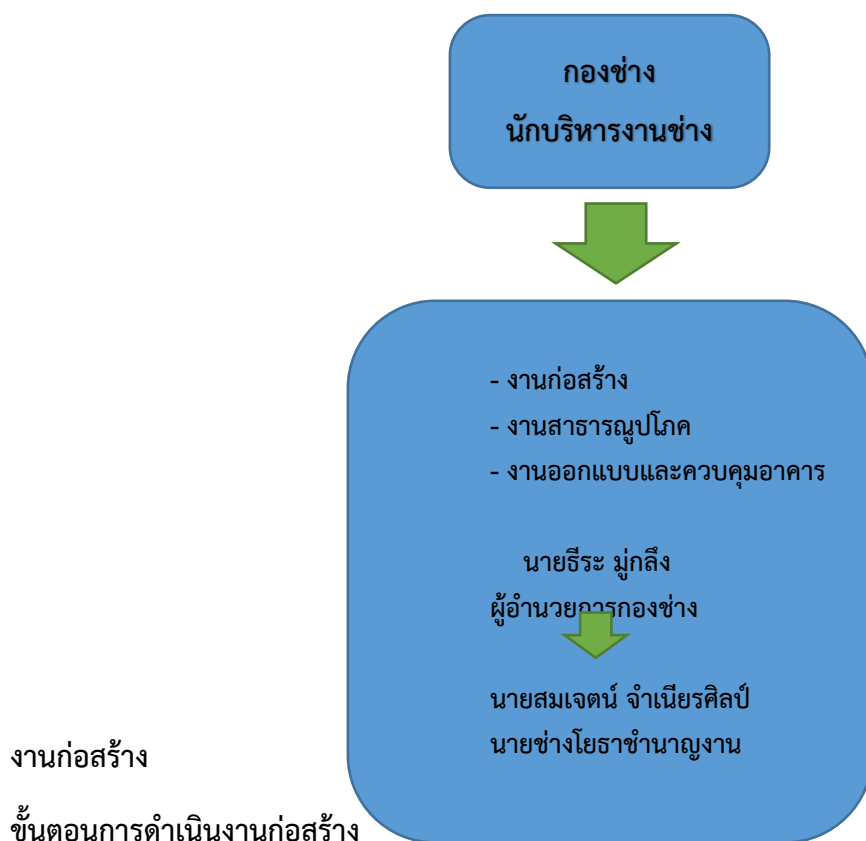 กองช่าง
นักบริหารงานช่าง
- งานก่อสร้าง
- งานสาธารณูปโภค
- งานออกแบบและควบคุมอาคาร
นายธีระ มู่กลึง
ผู้อำนวยการกองช่าง
นายสมเจตน์ จำเนียรศิลป์
นายช่างโยธาชำนาญงาน
งานก่อสร้าง
ขั้นตอนการดำเนินงานก่อสร้าง